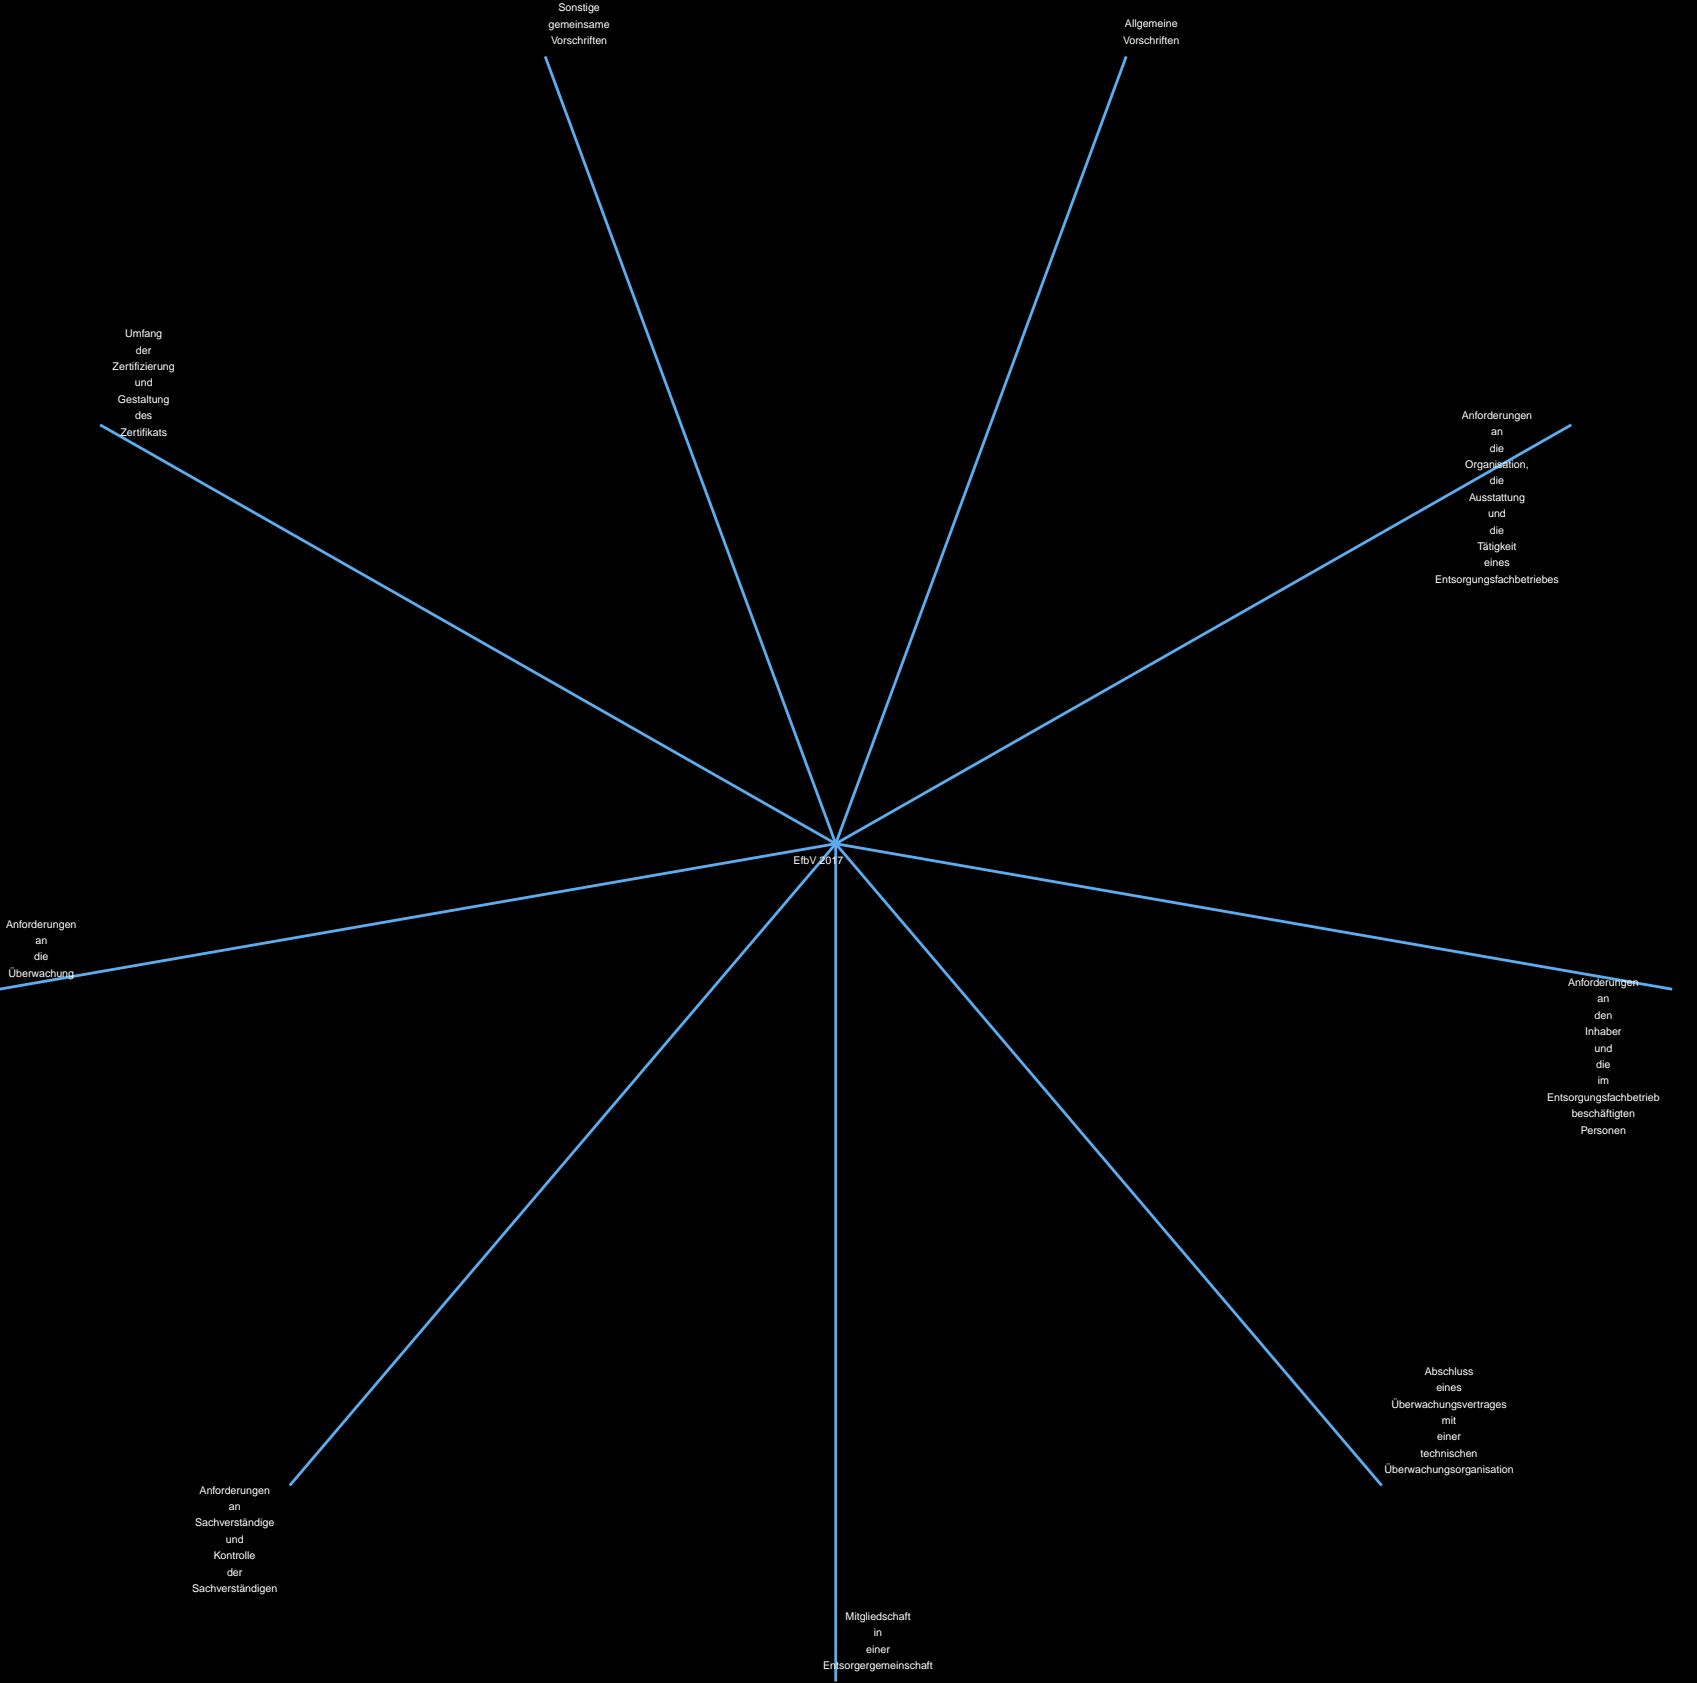 Sonstige
gemeinsame
Vorschriften
Allgemeine
Vorschriften
Umfang
der
Zertifizierung
und
Gestaltung
des
Zertifikats
Anforderungen
an
die
Organisation,
die
Ausstattung
und
die
Tätigkeit
eines
Entsorgungsfachbetriebes
EfbV 2017
Anforderungen
an
die
Überwachung
Anforderungen
an
den
Inhaber
und
die
im
Entsorgungsfachbetrieb
beschäftigten
Personen
Abschluss
eines
Überwachungsvertrages
mit
einer
technischen
Überwachungsorganisation
Anforderungen
an
Sachverständige
und
Kontrolle
der
Sachverständigen
Mitgliedschaft
in
einer
Entsorgergemeinschaft